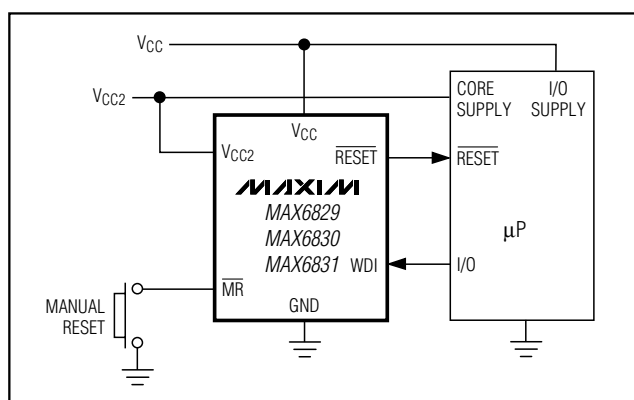 VCC
VCC2
CORE SUPPLY
I/O SUPPLY
VCC
VCC2
RESET
RESET
MAXIM
MAX6829
MAX6830
MAX6831
µP
WDI
I/O
MR
GND
MANUAL RESET